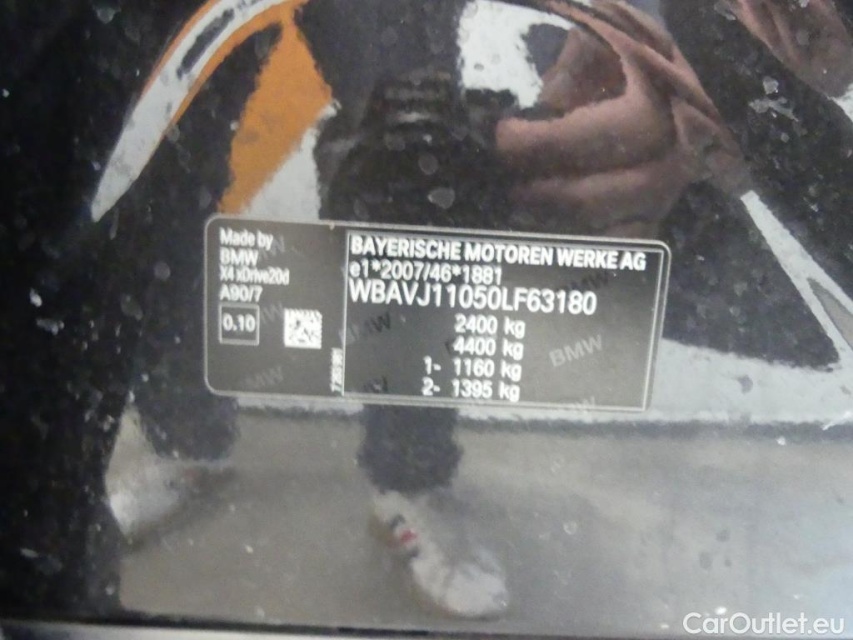 Made by
BMW
X4 xDrive20d
A90/7
0.10
BAYERISCHE MOTOREN WERKE AG
e1*2007/46*1881
WBAVJ11050LF63180
2400 kg
4400 kg
1- 1160 kg
2- 1395 kg
BMW
CarOutlet.eu